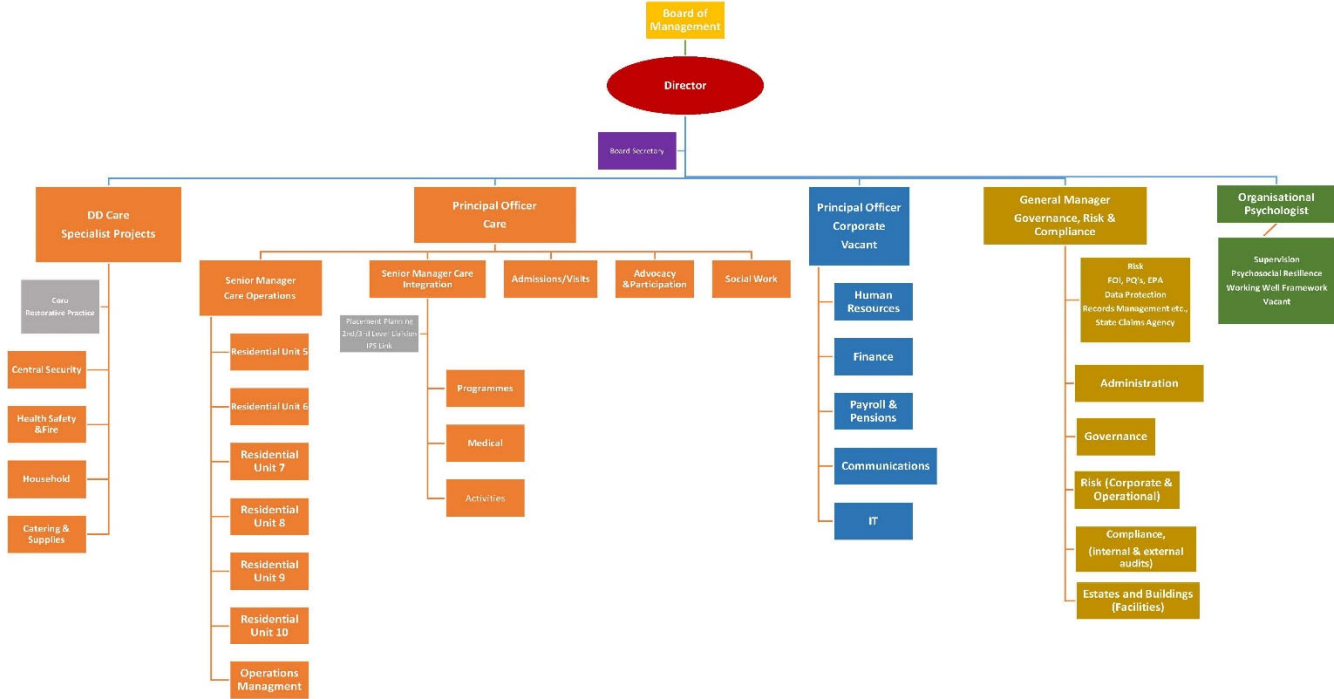 Board of
Management
Director
Board Secretary
DD Care
Specialist Projects
Principal Officer
Care
Principal Officer
Corporate
Vacant
General Manager
Governance, Risk &
Compliance
Organisational
Psychologist
Coru
Restorative Practice
Central Security
Health Safety
&Fire
Household
Catering &
Supplies
Senior Manager
Care Operations
Residential Unit 5
Residential Unit 6
Residential
Unit 7
Residential
Unit 8
Residential
Unit 9
Residential
Unit 10
Operations
Managment
Senior Manager Care
Integration
Placement Planning
2nd/3rd Level Liaision
IPS Link
Programmes
Medical
Activities
Admissions/Visits
Advocacy
&Participation
Social Work
Human
Resources
Finance
Payroll &
Pensions
Communications
IT
Risk
FOI, PQ's, EPA
Data Protection
Records Management etc.,
State Claims Agency
Administration
Governance
Risk (Corporate &
Operational)
Compliance,
(internal & external
audits)
Estates and Buildings
(Facilities)
Supervision
Psychosocial Resilience
Working Well Framework
Vacant